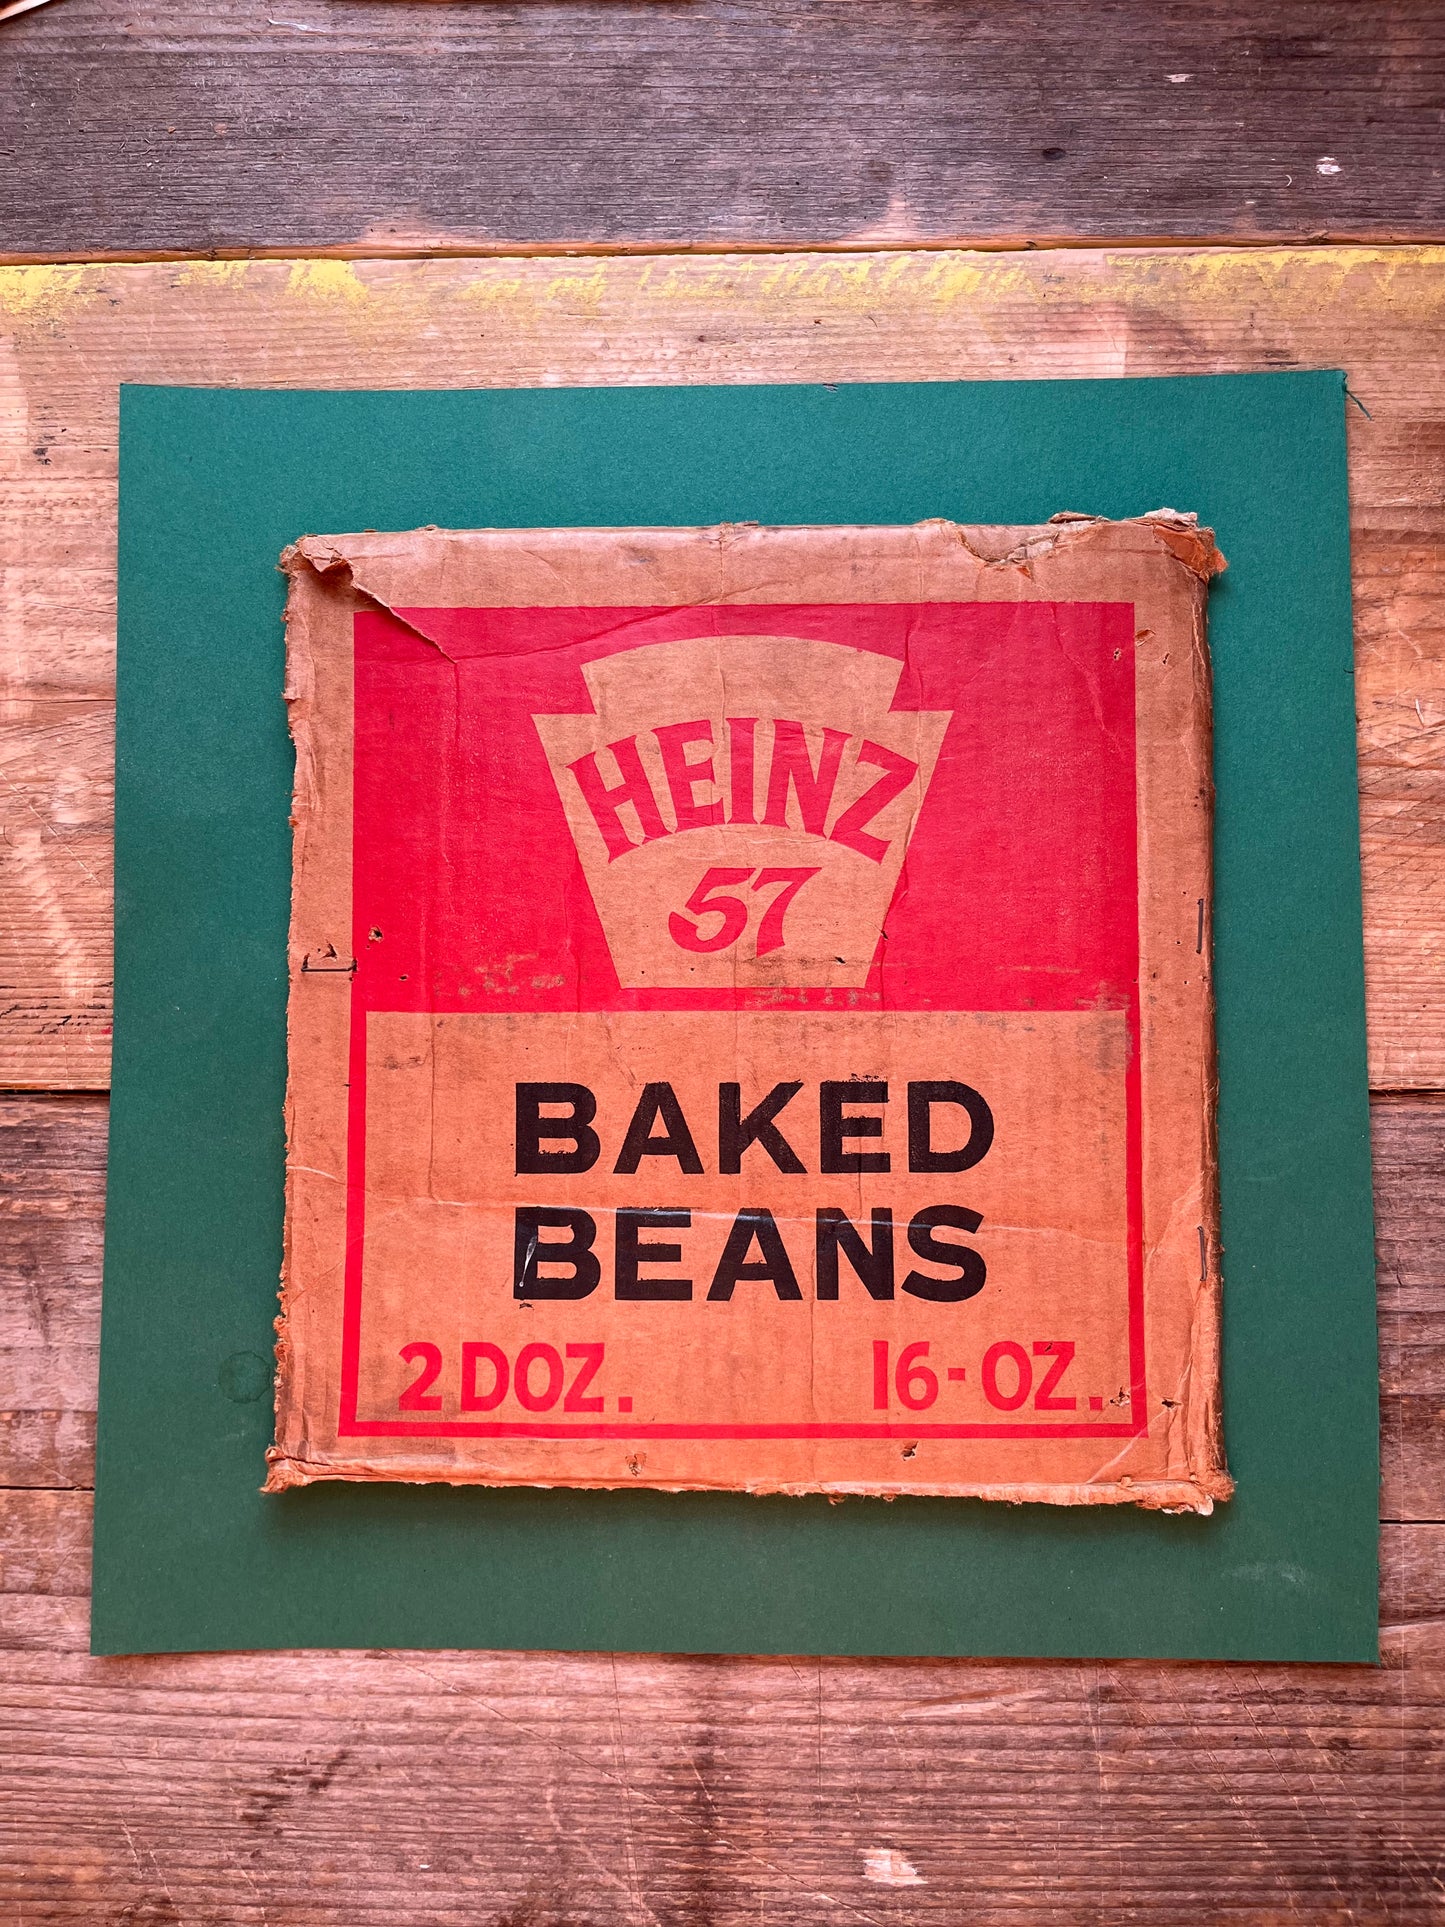 HEINZ
57
BAKED
BEANS
2 DOZ. 16-OZ.